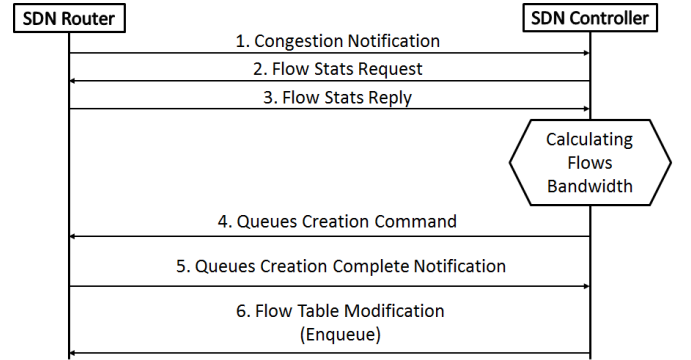 SDN Router
SDN Controller
1. Congestion Notification
2. Flow Stats Request
3. Flow Stats Reply
Calculating
Flows
Bandwidth
4. Queues Creation Command
5. Queues Creation Complete Notification
6. Flow Table Modification
(Enqueue)